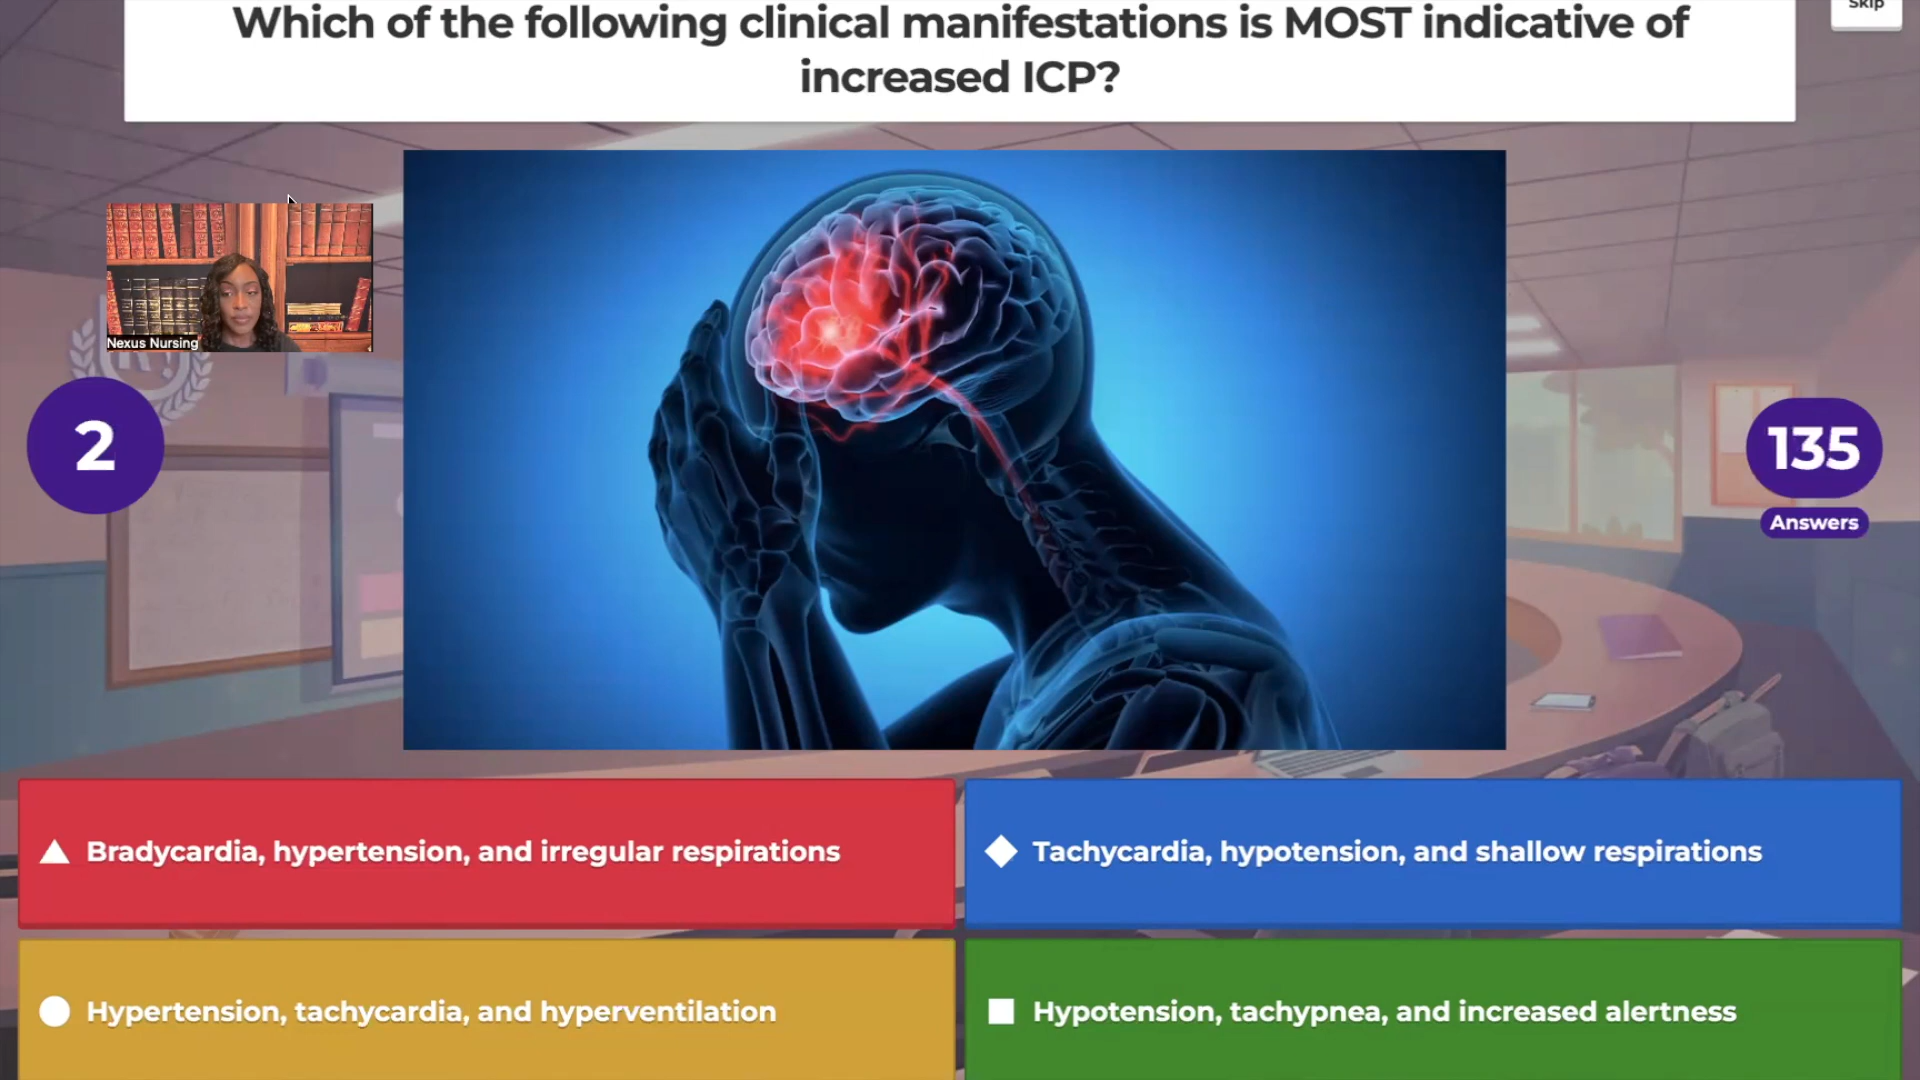 Which of the following clinical manifestations is MOST indicative of
increased ICP?
Skip
Nexus Nursing
2
135
Answers
Bradycardia, hypertension, and irregular respirations
Tachycardia, hypotension, and shallow respirations
Hypertension, tachycardia, and hyperventilation
Hypotension, tachypnea, and increased alertness